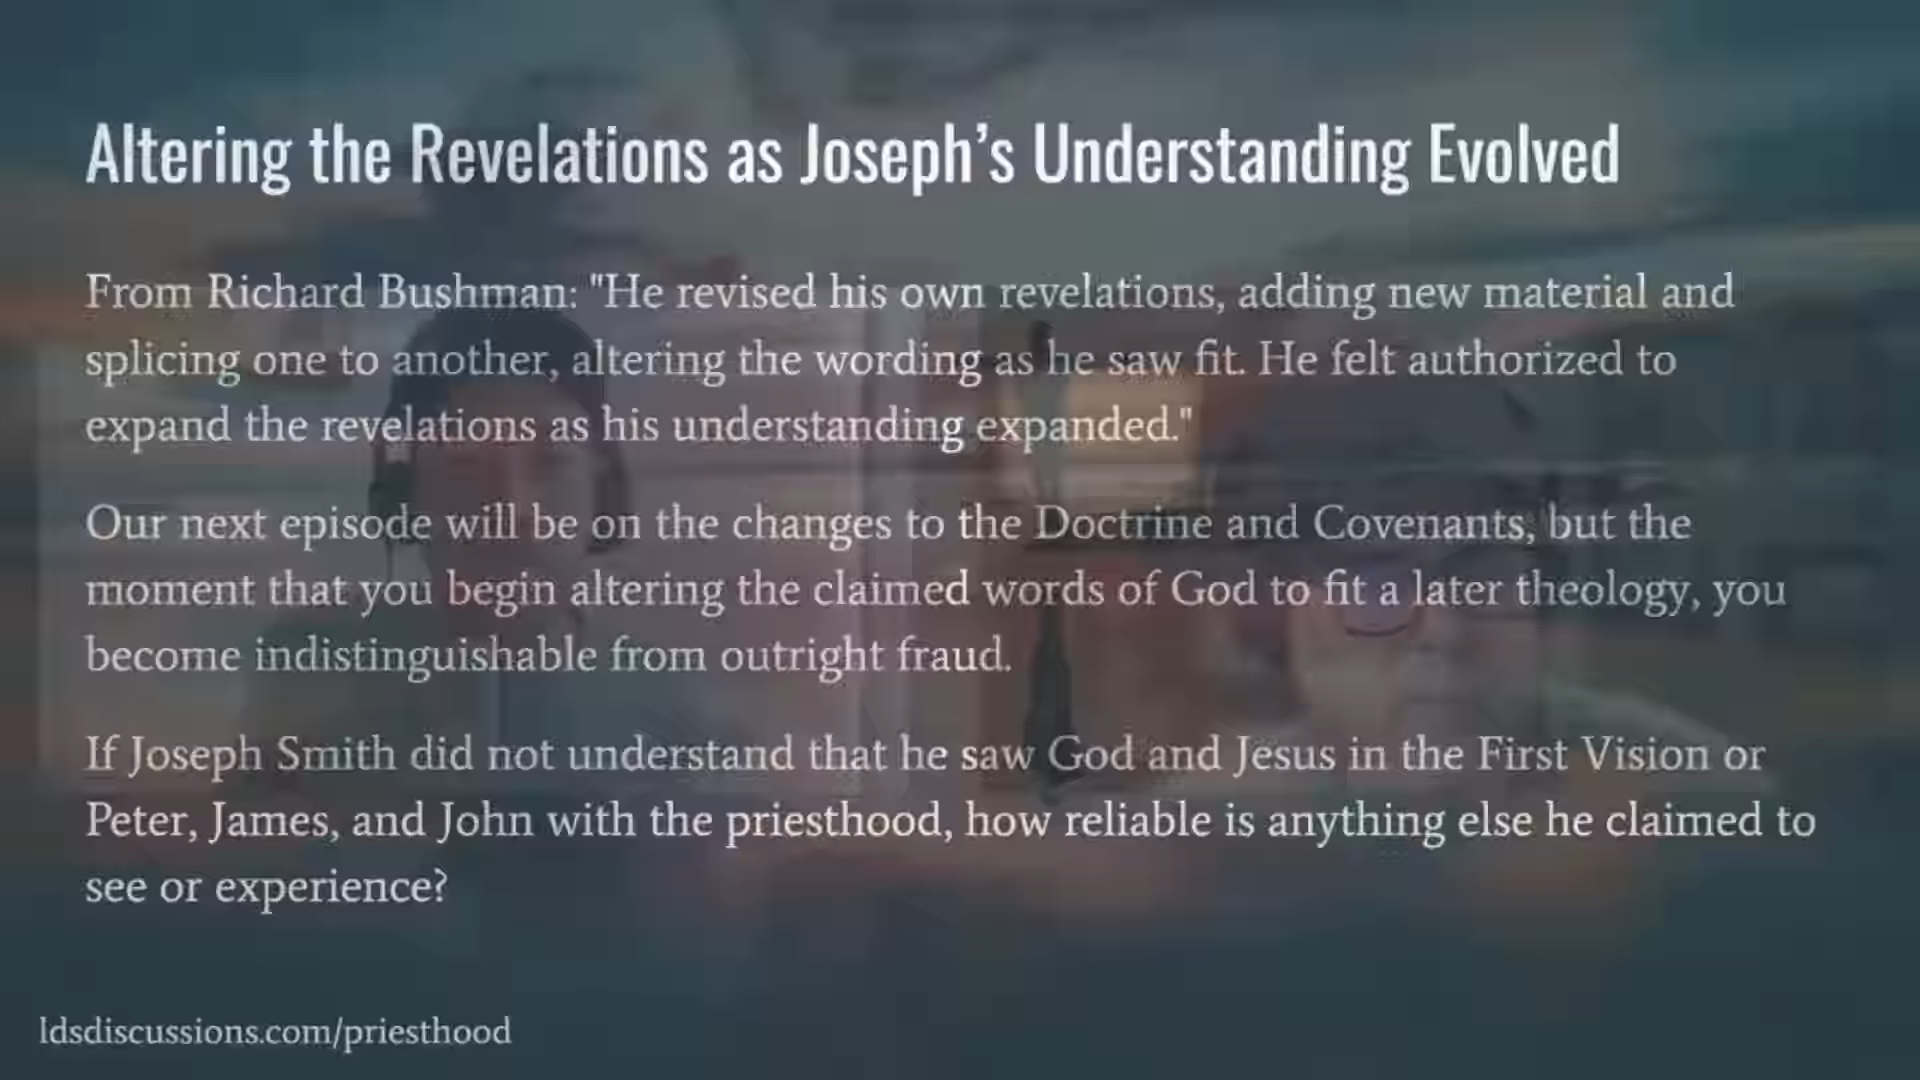 Altering the Revelations as Joseph’s Understanding Evolved
From Richard Bushman: "He revised his own revelations, adding new material and
splicing one to another, altering the wording as he saw fit. He felt authorized to
expand the revelations as his understanding expanded."
Our next episode will be on the changes to the Doctrine and Covenants, but the
moment that you begin altering the claimed words of God to fit a later theology, you
become indistinguishable from outright fraud.
If Joseph Smith did not understand that he saw God and Jesus in the First Vision or
Peter, James, and John with the priesthood, how reliable is anything else he claimed to
see or experience?
ldsdiscussions.com/priesthood